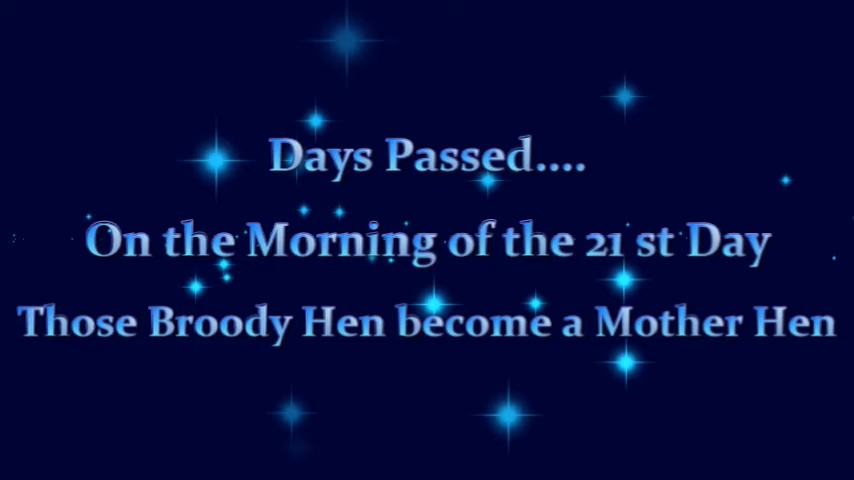 Days Passed....
On the Morning of the 21 st Day
Those Broody Hen become a Mother Hen